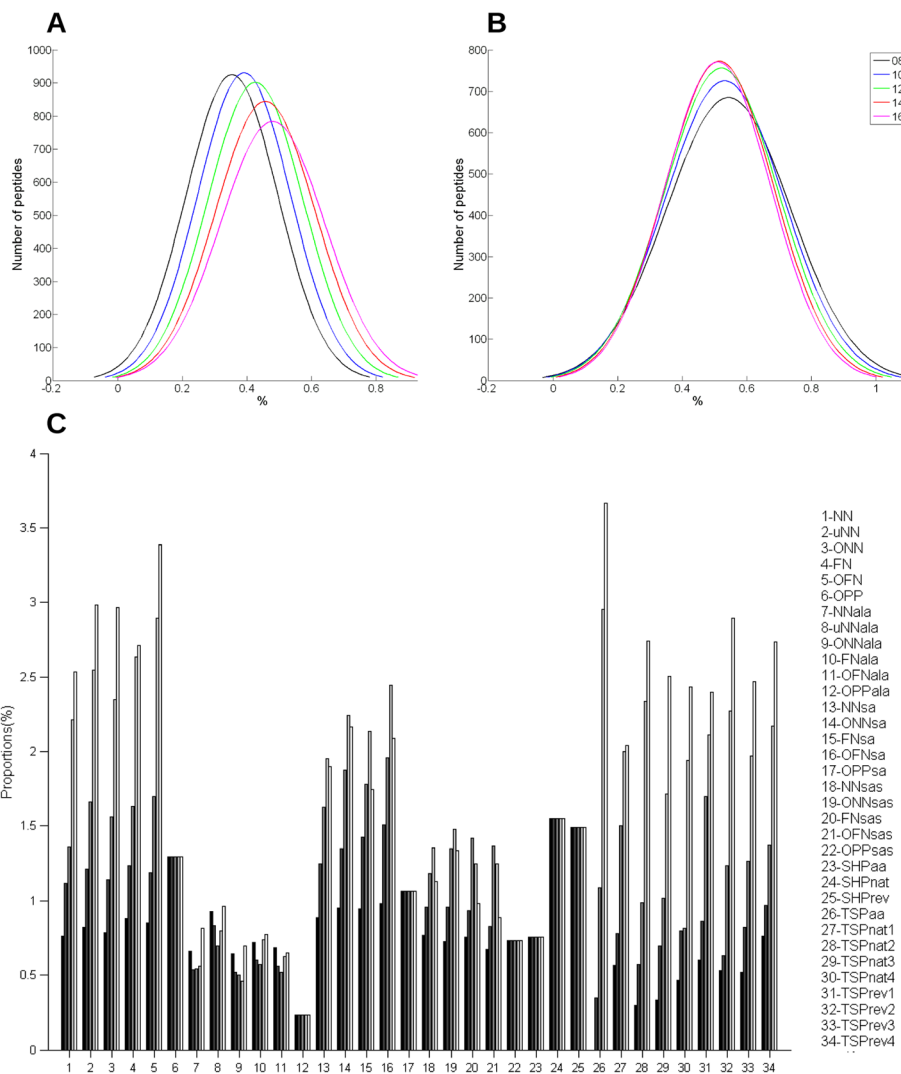 A
B
1000
900
800
700
600
500
400
300
200
100
0
-0.2
0
0.2
0.4
0.6
0.8
%
Number of peptides
800
700
600
500
400
300
200
100
0
-0.2
0
0.2
0.4
0.6
0.8
1
%
Number of peptides
08
10
12
14
16
C
4
3.5
3
2.5
2
1.5
1
0.5
0
Proportions(%)
1 2 3 4 5 6 7 8 9 10 11 12 13 14 15 16 17 18 19 20 21 22 23 24 25 26 27 28 29 30 31 32 33 34
1-NN
2-uNN
3-ONN
4-FN
5-OFN
6-OPP
7-NNala
8-uNNala
9-ONNala
10-FNala
11-OFNala
12-OPPala
13-NNsa
14-ONNsa
15-FNsa
16-OFNsa
17-OPPsa
18-NNsas
19-ONNsas
20-FNsas
21-OFNsas
22-OPPsas
23-SHPaa
24-SHPnat
25-SHPrev
26-TSPaa
27-TSPnat1
28-TSPnat2
29-TSPnat3
30-TSPnat4
31-TSPrev1
32-TSPrev2
33-TSPrev3
34-TSPrev4